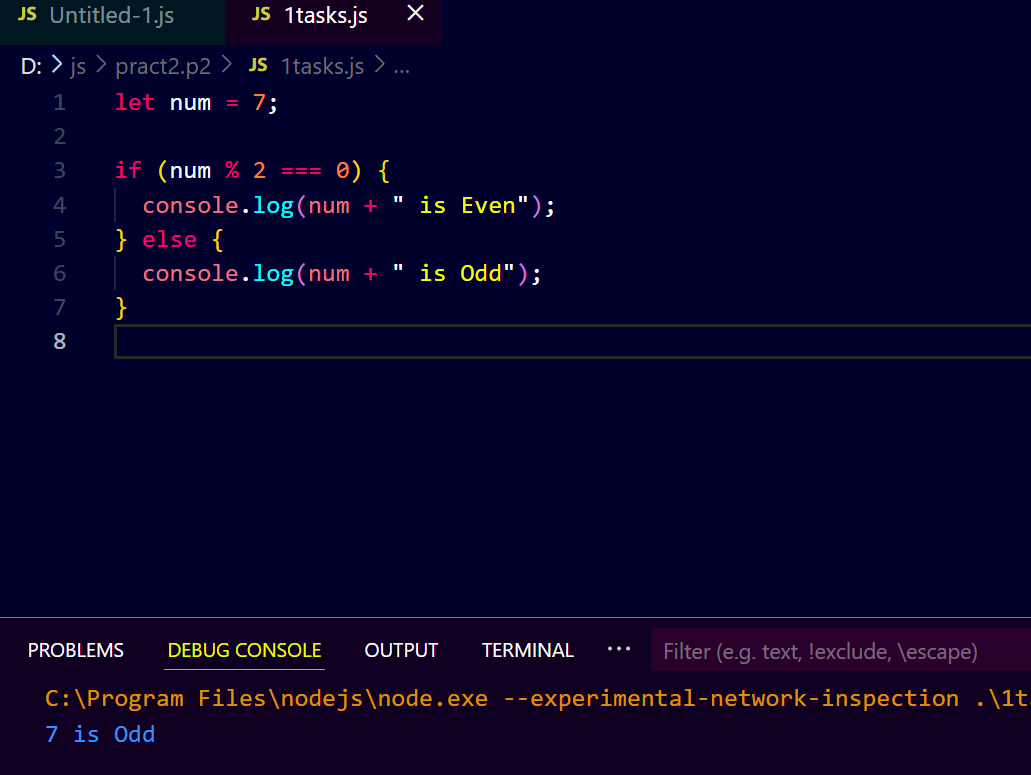 JS Untitled-1.js JS 1tasks.js ×
D: > js > pract2.p2 > JS 1tasks.js > ...
1 let num = 7;
2
3 if (num % 2 === 0) {
4   console.log(num + " is Even");
5 } else {
6   console.log(num + " is Odd");
7 }
8
PROBLEMS DEBUG CONSOLE OUTPUT TERMINAL ... Filter (e.g. text, !exclude, \escape)
C:\Program Files\nodejs\node.exe --experimental-network-inspection .\1t
7 is Odd